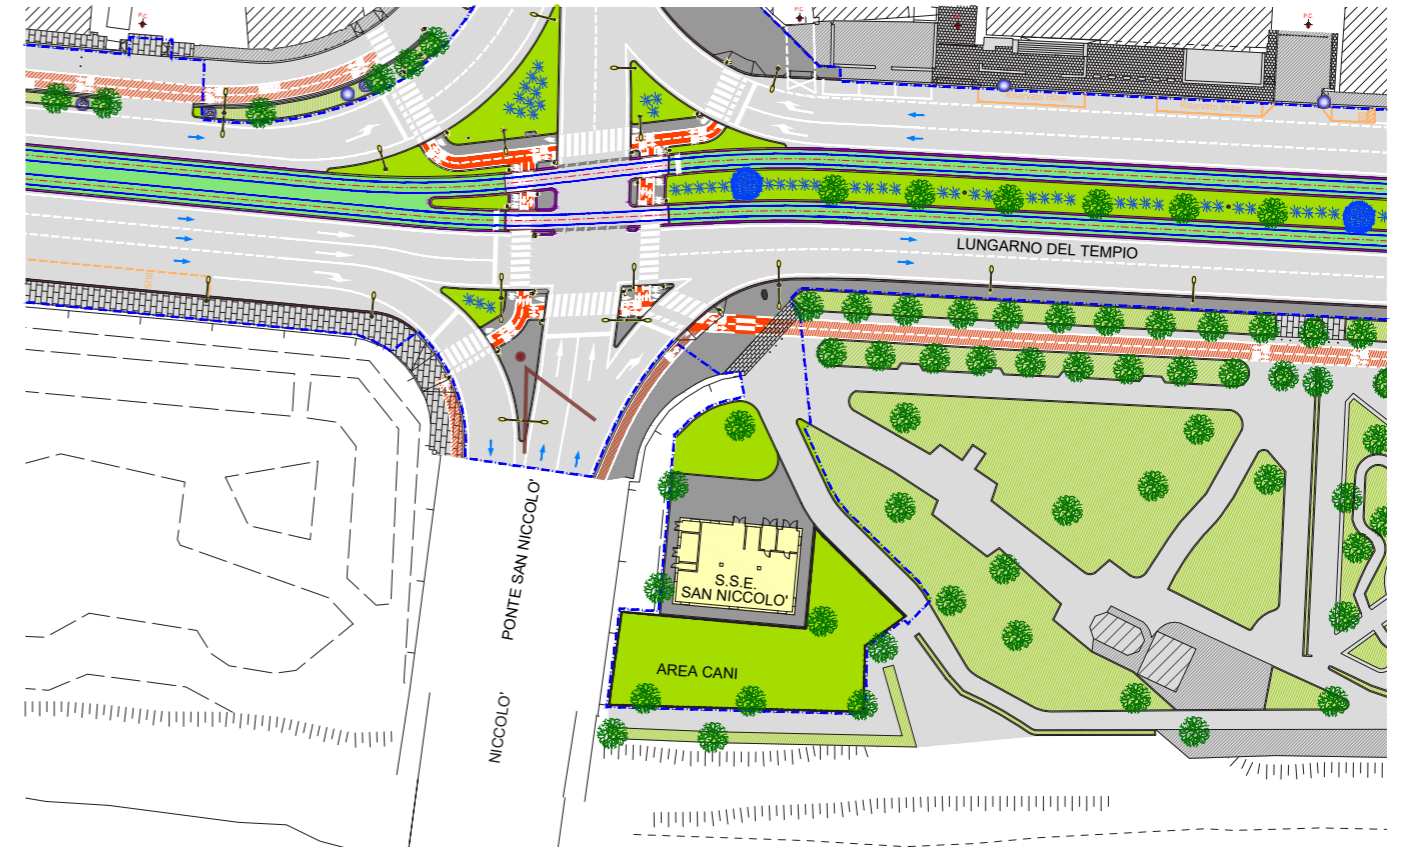 P.C.
P.C.
P.C.
P.C.
LUNGARNO DEL TEMPIO
PONTE SAN NICCOLO'
S.S.E.
SAN NICCOLO'
AREA CANI
NICCOLO'